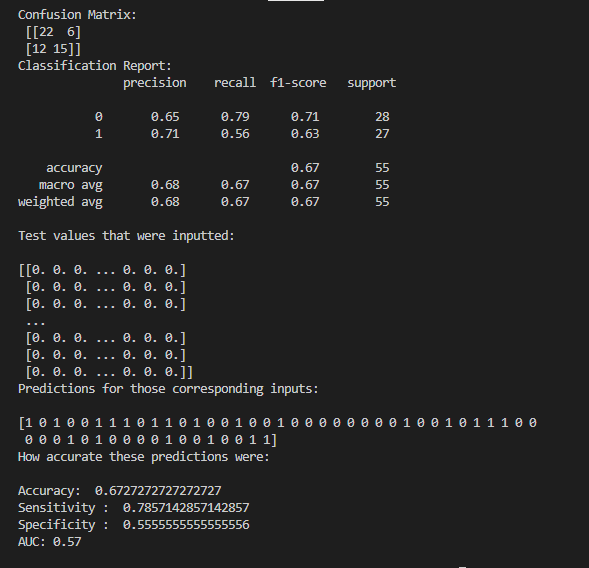 Confusion Matrix:
[[22 6]
[12 15]]
Classification Report:
precision recall f1-score support
0 0.65 0.79 0.71 28
1 0.71 0.56 0.63 27
accuracy 0.67 55
macro avg 0.68 0.67 0.67 55
weighted avg 0.68 0.67 0.67 55
Test values that were inputted:
[[0. 0. 0. ... 0. 0. 0.]
[0. 0. 0. ... 0. 0. 0.]
[0. 0. 0. ... 0. 0. 0.]
...
[0. 0. 0. ... 0. 0. 0.]
[0. 0. 0. ... 0. 0. 0.]
[0. 0. 0. ... 0. 0. 0.]]
Predictions for those corresponding inputs:
[1 0 1 0 0 1 1 1 0 1 1 0 1 0 0 1 0 0 1 0 0 0 0 0 0 0 0 1 0 0 1 0 1 1 1 0 0
0 0 0 1 0 1 0 0 0 0 1 0 0 1 0 0 1 1]
How accurate these predictions were:
Accuracy: 0.6727272727272727
Sensitivity : 0.7857142857142857
Specificity : 0.5555555555555556
AUC: 0.57